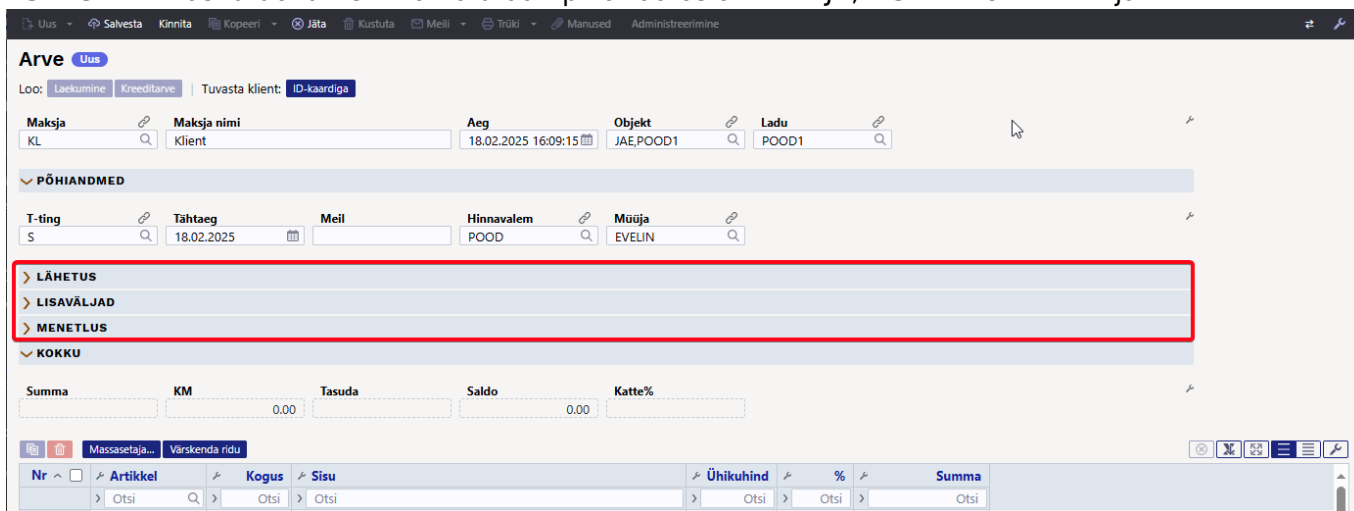 Uus Salvesta Kinnita Kopeeri Jäta Kustuta Meili Trüki Manused Administreerimine
Arve Uus
Loo: Laekumine Kreeditarve | Tuvasta klient: ID-kaardiga
Maksja Maksja nimi Aeg Objekt Ladu
KL Klient 18.02.2025 16:09:15 JAE,POOD1 POOD1
PÕHIANDMED
T-ting Tähtaeg Meil Hinnavalem Müüja
S 18.02.2025 POOD EVELIN
LÄHETUS
LISAVÄLJAD
MENETLUS
KOKKU
Summa KM Tasuda Saldo Katte%
0.00 0.00
Massasetaja... Värskenda ridu
Nr Artikkel Kogus Sisu Ühikuhind % Summa
Otsi Otsi Otsi Otsi Otsi Otsi